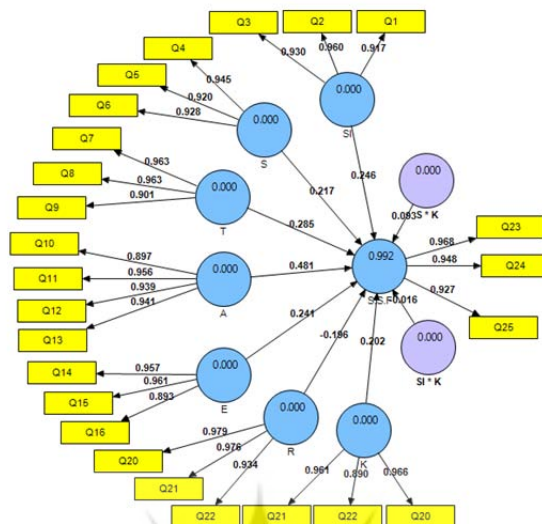 Q3
Q2
Q1
Q4
0.930
0.960
0.917
Q5
0.945
0.920
0.000
Q6
0.928
0.000
SI
Q7
S
0.963
0.246
0.000
Q8
0.963
0.000
0.217
Q9
0.901
T
0.285
0.093
S * K
Q23
Q10
0.897
0.992
0.968
Q11
0.956
0.000
0.481
0.948
Q24
Q12
0.939
0.941
A
S.S.F
-0.016
0.927
Q13
0.241
Q25
0.202
0.000
Q14
0.957
0.000
-0.196
Q15
0.961
SI * K
0.893
E
0.000
0.000
Q16
Q20
0.979
R
K
0.976
0.934
0.961
0.890
0.966
Q21
Q22
Q21
Q22
Q20